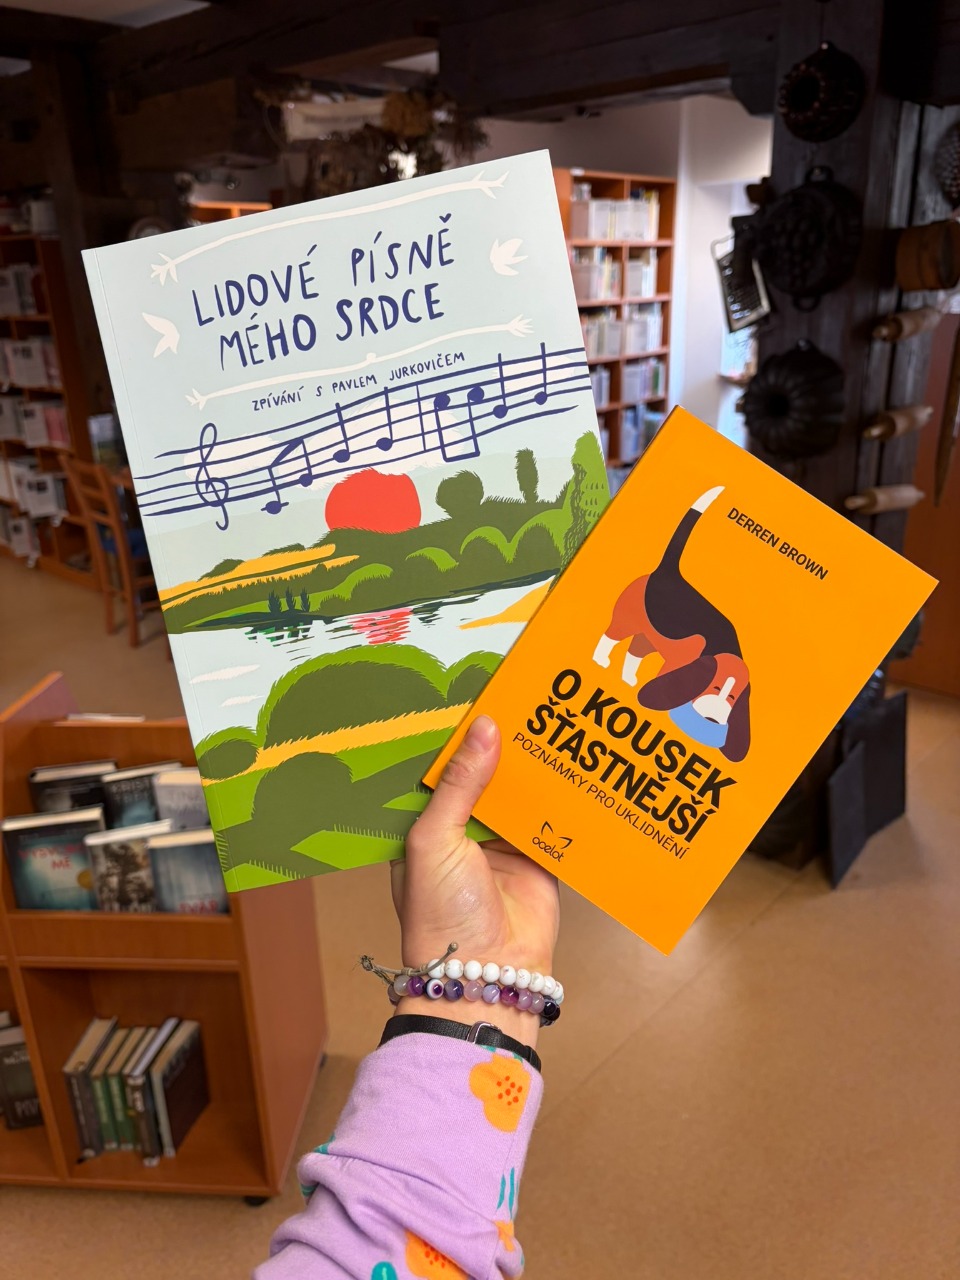 LIDOVÉ PÍSNĚ
MÉHO SRDCE
ZPÍVÁNÍ S PAVLEM JURKOVIČEM
DERREN BROWN
O KOUSEK
ŠŤASTNĚJŠÍ
POZNÁMKY PRO UKLIDNĚNÍ
ocelot